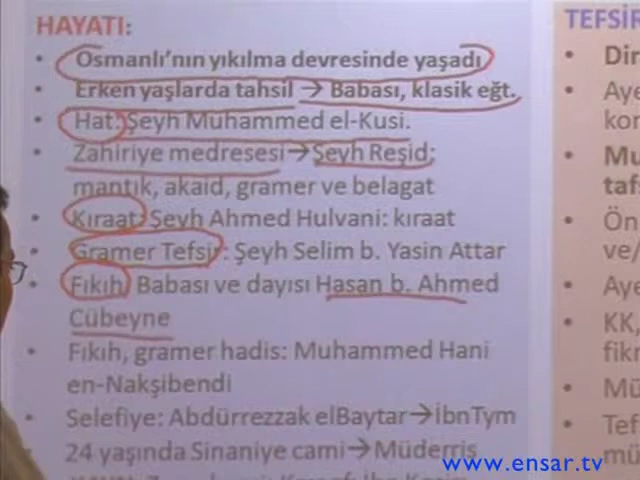 HAYATI:
• Osmanlı'nın yıkılma devresinde yaşadı
• Erken yaşlarda tahsil → Babası, klasik eğt.
• Hat: Şeyh Muhammed el-Kusi.
• Zahiriye medresesi→Şeyh Reşid;
mantık, akaid, gramer ve belagat
• Kıraat: Şeyh Ahmed Hulvani: kıraat
• Gramer Tefsir: Şeyh Selim b. Yasin Attar
• Fıkıh, Babası ve dayısı Hasan b. Ahmed
Cübeyne
• Fıkıh, gramer hadis: Muhammed Hani
en-Nakşibendi
• Selefiye: Abdürrezzak elBaytar→İbnTym
• 24 yaşında Sinaniye cami→Müderris
TEFSİR
• Dir
• Aye
kor
• Mu
tafs
• Ön
ve/
• Aye
• KK,
fikr
• Mü
• Tef
mü
www.ensar.tv